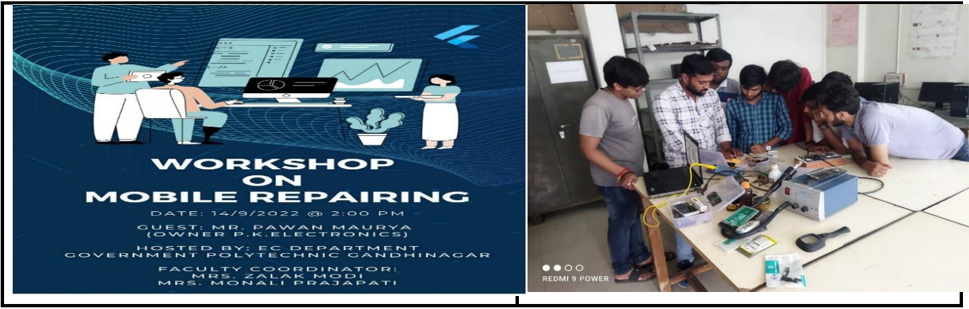 WORKSHOP
ON
MOBILE REPAIRING
DATE: 14/9/2022 @ 2:00 PM
GUEST: MR. PAWAN MAURYA
(OWNER P.K.ELECTRONICS)
HOSTED BY: EC DEPARTMENT
GOVERNMENT POLYTECHNIC GANDHINAGAR
FACULTY COORDINATOR:
MRS. ZALAK MODI
MRS. MONALI PRAJAPATI
REDMI 9 POWER